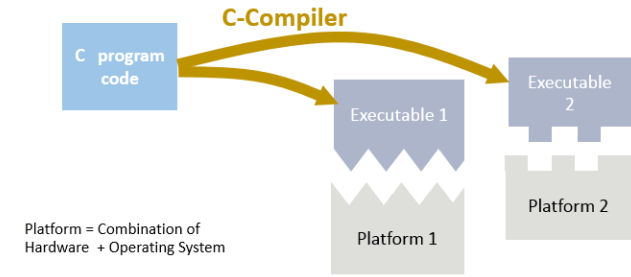 C-Compiler
C program
code
Executable 1
Executable
2
Platform 1
Platform 2
Platform = Combination of
Hardware + Operating System